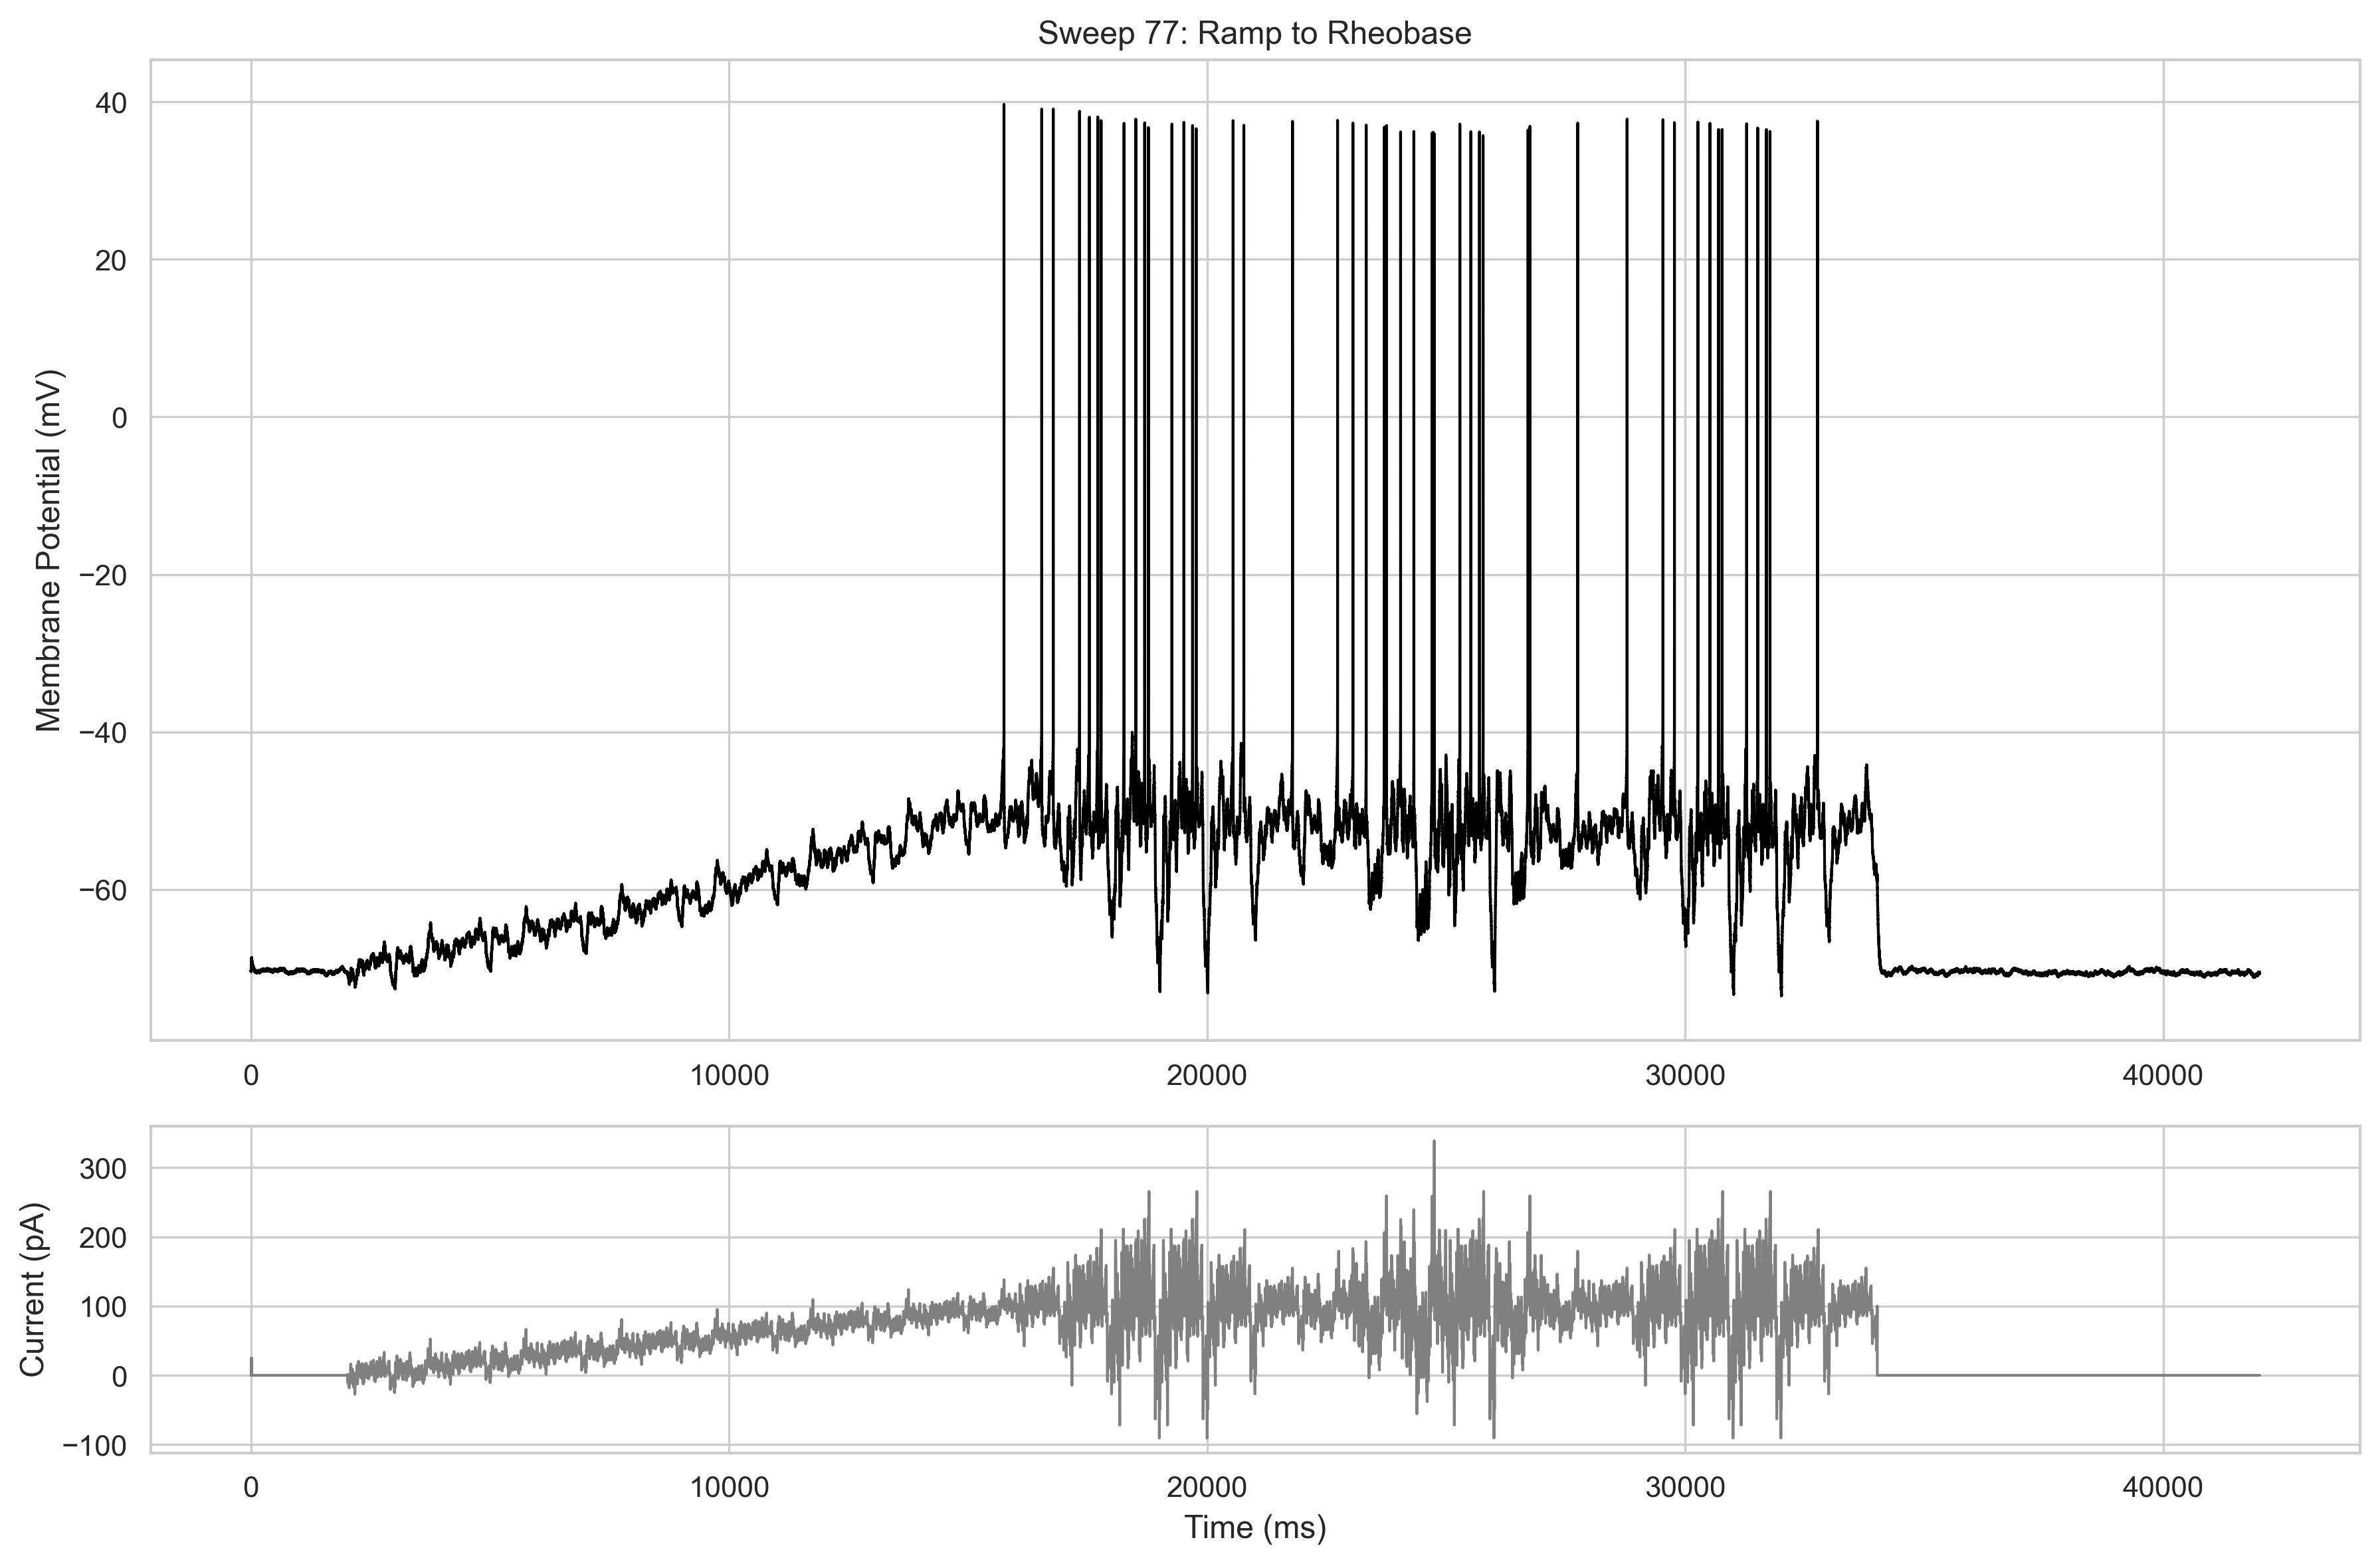 Sweep 77: Ramp to Rheobase
Membrane Potential (mV)
40
20
0
−20
−40
−60
0 10000 20000 30000 40000
Current (pA)
300
200
100
0
−100
0 10000 20000 30000 40000
Time (ms)